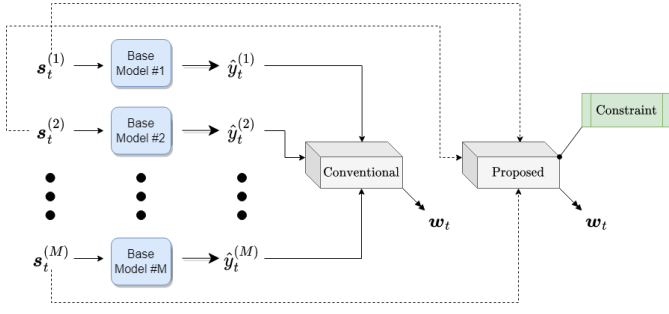 𝒔_t^(1) Base Model #1 ŷ_t^(1)
𝒔_t^(2) Base Model #2 ŷ_t^(2)
Conventional
Proposed
Constraint
𝒘_t
𝒘_t
𝒔_t^(M) Base Model #M ŷ_t^(M)